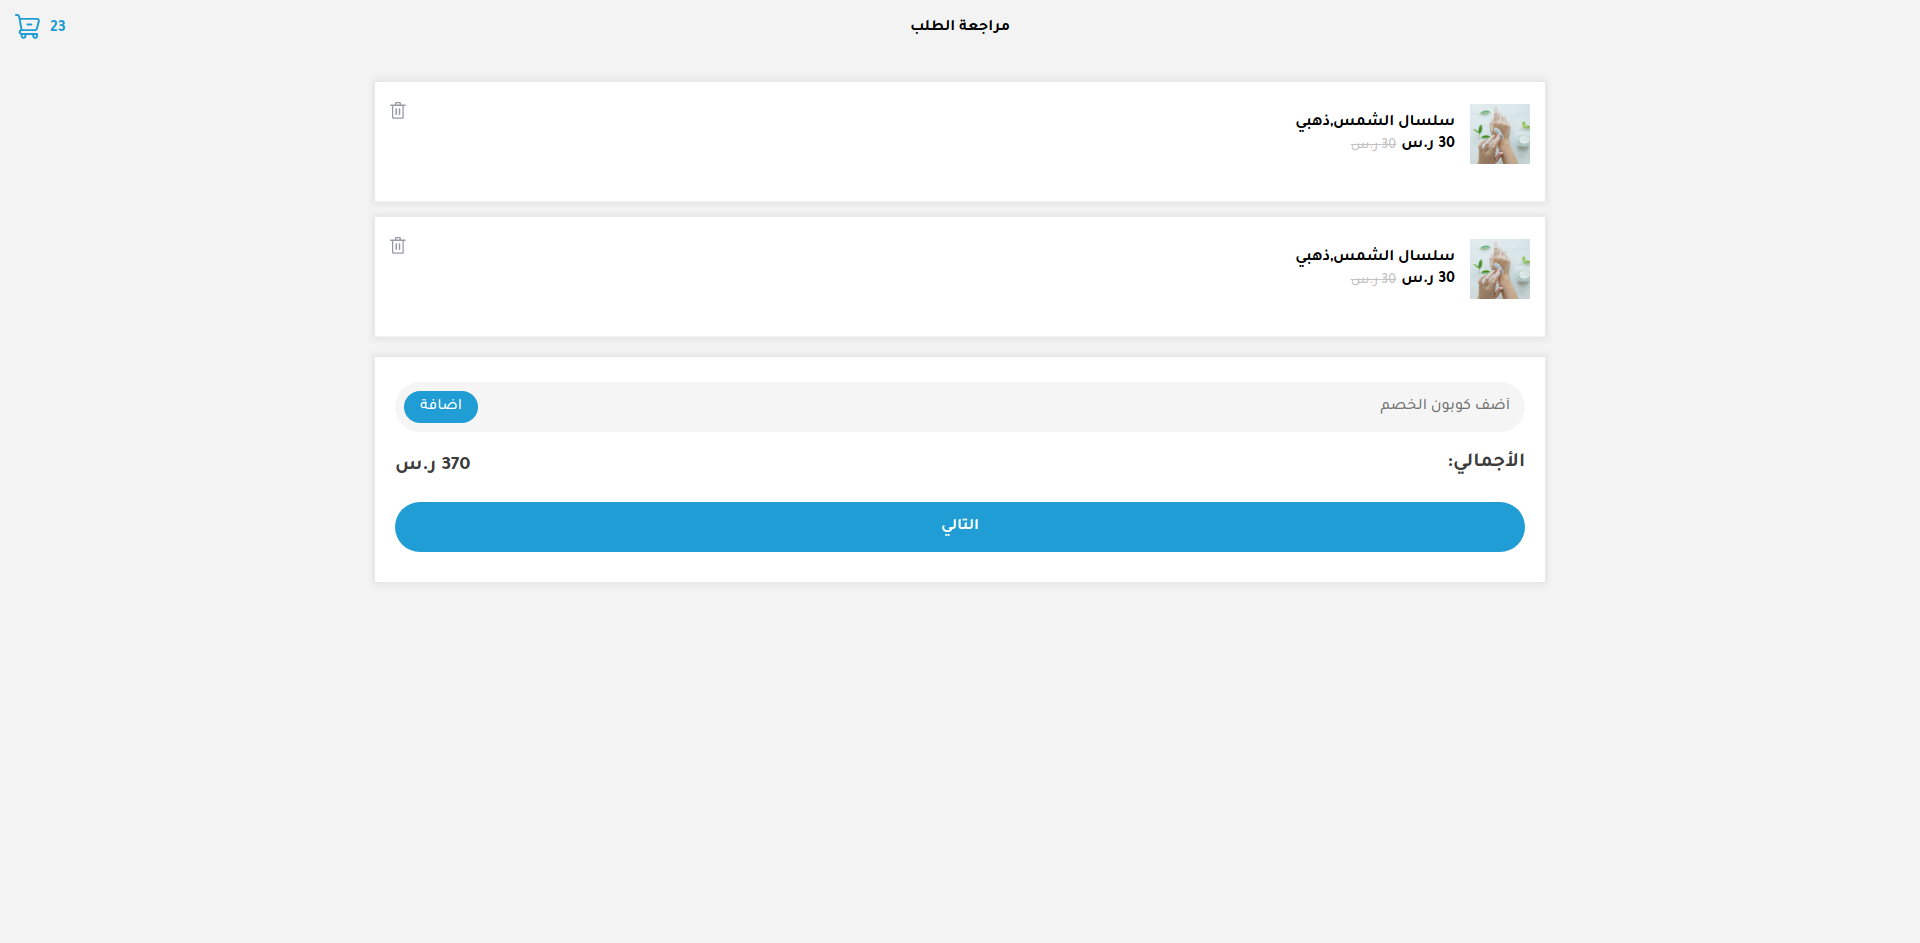 مراجعة الطلب
23
سلسال الشمس,ذهبي
30 ر.س 30 ر.س
سلسال الشمس,ذهبي
30 ر.س 30 ر.س
أضف كوبون الخصم
اضافة
الأجمالي:
370 ر.س
التالي